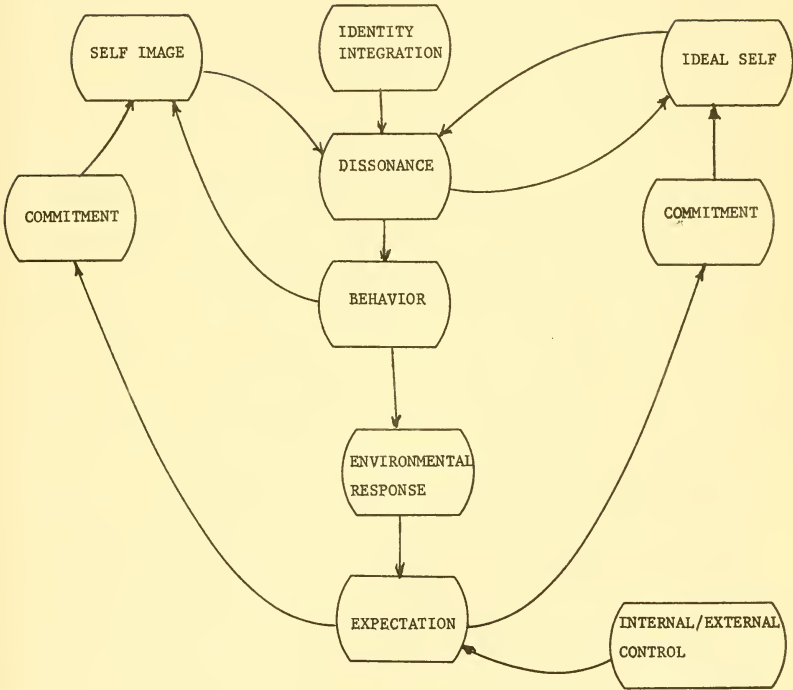 IDENTITY
INTEGRATION
SELF IMAGE
IDEAL SELF
DISSONANCE
COMMITMENT
COMMITMENT
BEHAVIOR
ENVIRONMENTAL
RESPONSE
EXPECTATION
INTERNAL/EXTERNAL
CONTROL